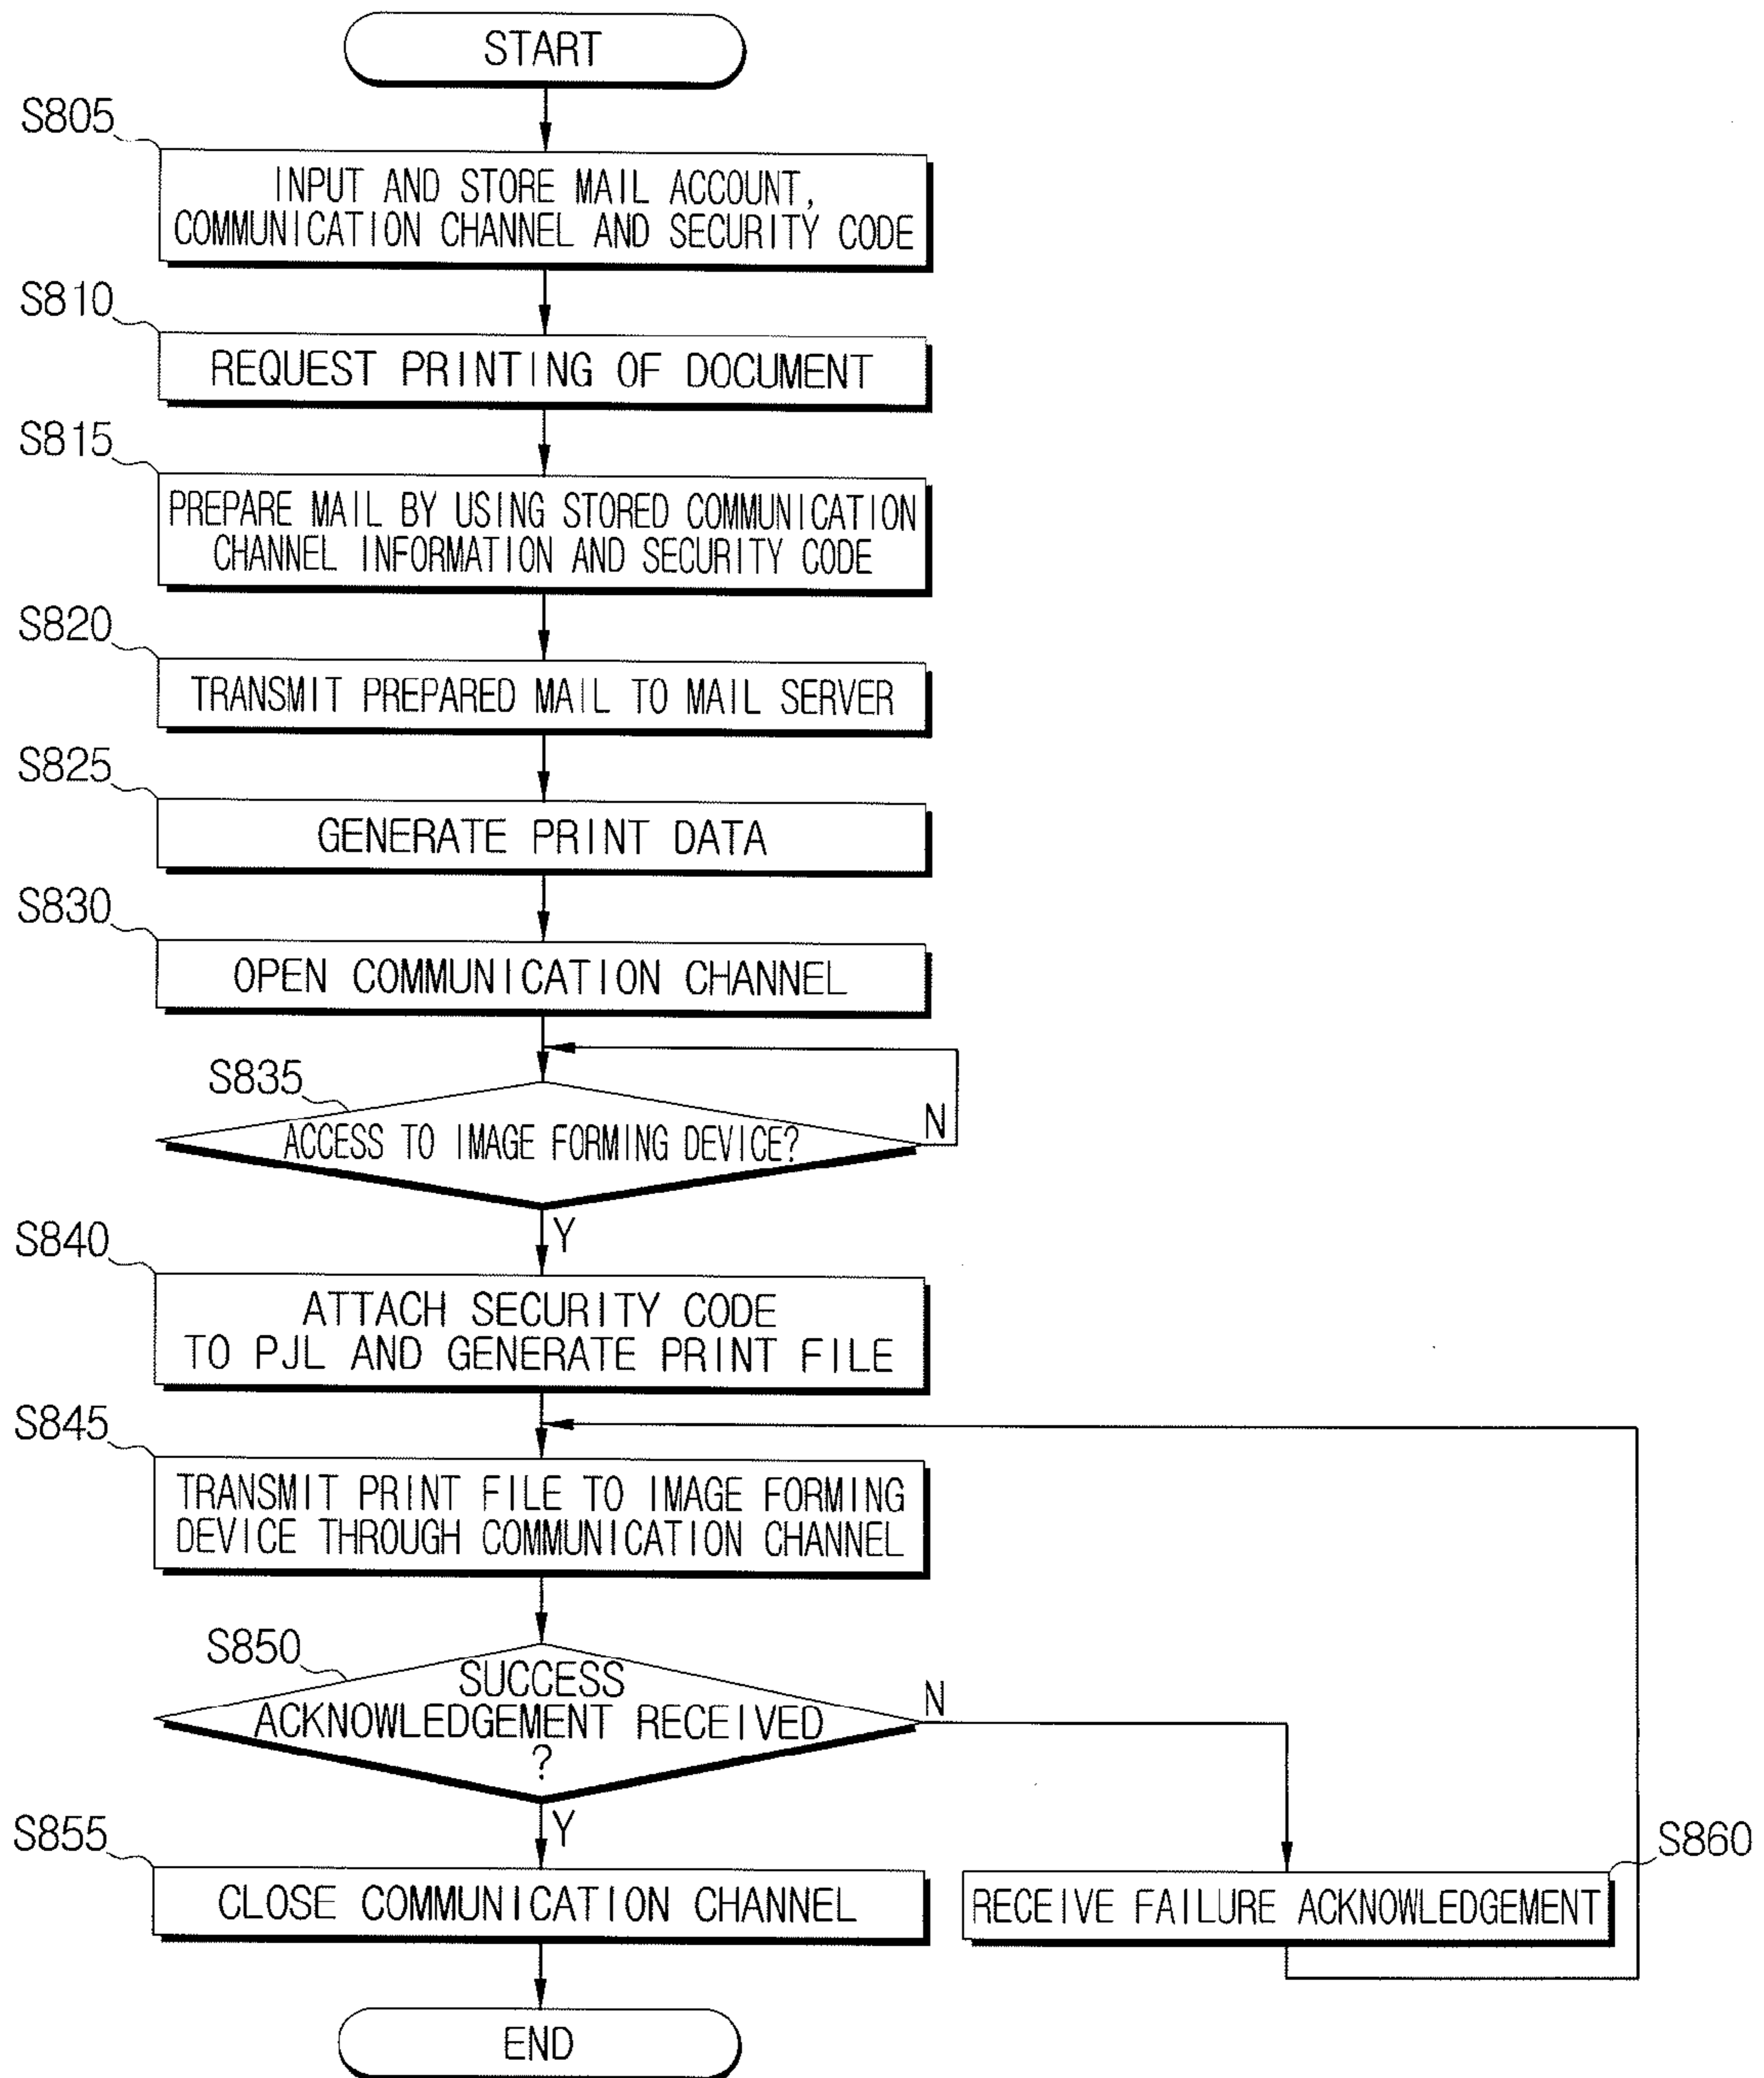 START
S805
INPUT AND STORE MAIL ACCOUNT,
COMMUNICATION CHANNEL AND SECURITY CODE
S810
REQUEST PRINTING OF DOCUMENT
S815
PREPARE MAIL BY USING STORED COMMUNICATION
CHANNEL INFORMATION AND SECURITY CODE
S820
TRANSMIT PREPARED MAIL TO MAIL SERVER
S825
GENERATE PRINT DATA
S830
OPEN COMMUNICATION CHANNEL
S835
ACCESS TO IMAGE FORMING DEVICE?
N
Y
S840
ATTACH SECURITY CODE
TO PJL AND GENERATE PRINT FILE
S845
TRANSMIT PRINT FILE TO IMAGE FORMING
DEVICE THROUGH COMMUNICATION CHANNEL
S850
SUCCESS
ACKNOWLEDGEMENT RECEIVED
?
N
Y
S855
CLOSE COMMUNICATION CHANNEL
S860
RECEIVE FAILURE ACKNOWLEDGEMENT
END